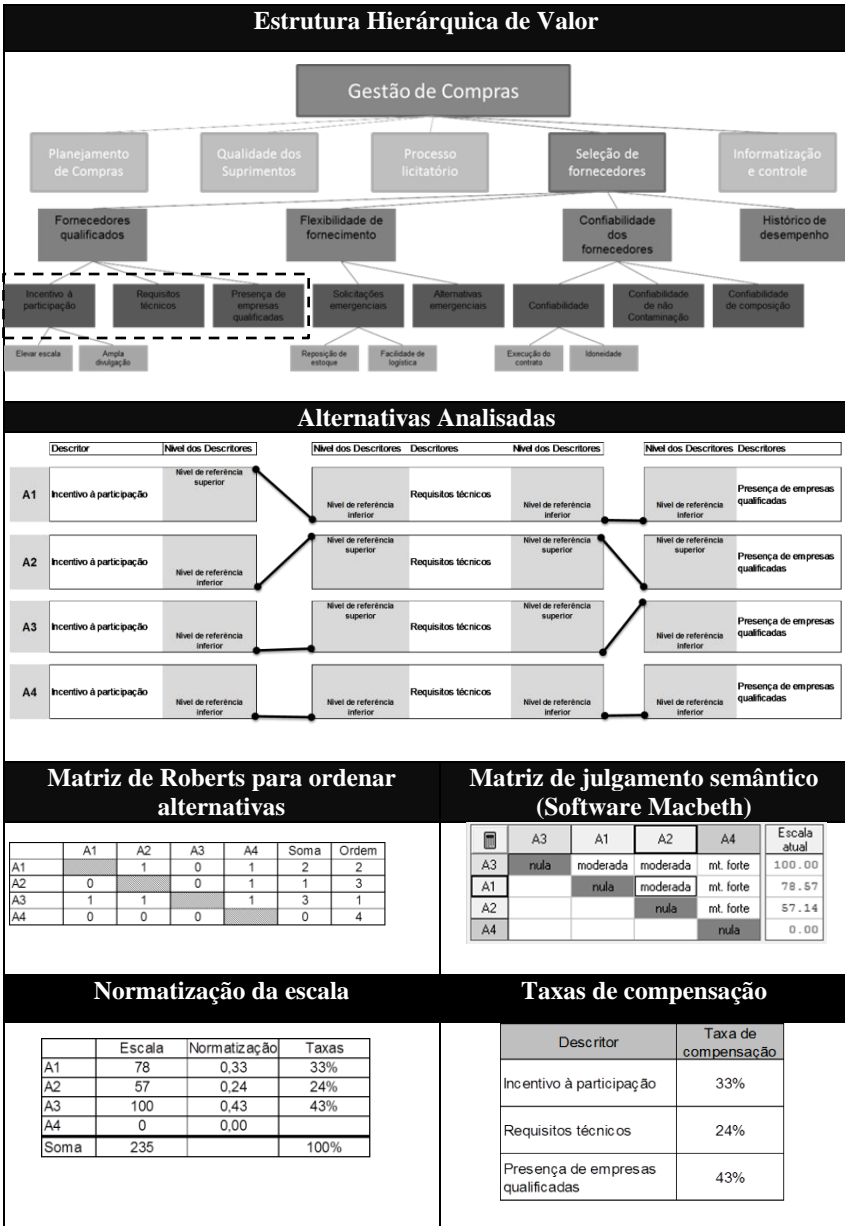 Estrutura Hierárquica de Valor
Gestão de Compras
Planejamento
de Compras
Qualidade dos
Suprimentos
Processo
licitatório
Seleção de
fornecedores
Informatização
e controle
Fornecedores
qualificados
Flexibilidade de
fornecimento
Confiabilidade
dos
fornecedores
Histórico de
desempenho
Incentivo à
participação
Requisitos
técnicos
Presença de
empresas
qualificadas
Solicitações
emergenciais
Alternativas
emergenciais
Confiabilidade
Confiabilidade
de não
Contaminação
Confiabilidade
de composição
Elevar escala
Ampla
divulgação
Reposição de
estoque
Facilidade de
logística
Execução do
contrato
Idoneidade
Alternativas Analisadas
Descritor Nível dos Descritores Nível dos Descritores Descritores Nível dos Descritores Nível dos Descritores Descritores
Nível de referência
superior
A1 Incentivo à participação Requisitos técnicos Presença de empresas
qualificadas
Nível de referência
inferior
Nível de referência
inferior
Nível de referência
inferior
Nível de referência
superior
Nível de referência
superior
Nível de referência
superior
A2 Incentivo à participação Requisitos técnicos Presença de empresas
qualificadas
Nível de referência
inferior
Nível de referência
superior
Nível de referência
superior
A3 Incentivo à participação Requisitos técnicos Presença de empresas
qualificadas
Nível de referência
inferior
Nível de referência
inferior
A4 Incentivo à participação Requisitos técnicos Presença de empresas
qualificadas
Nível de referência
inferior
Nível de referência
inferior
Nível de referência
inferior
Nível de referência
inferior
Matriz de Roberts para ordenar
alternativas
A1 A2 A3 A4 Soma Ordem
A1 1 0 1 2 2
A2 0 0 1 1 3
A3 1 1 1 3 1
A4 0 0 0 0 4
Matriz de julgamento semântico
(Software Macbeth)
A3 A1 A2 A4 Escala
atual
A3 nula moderada moderada mt. forte 100.00
A1 nula moderada mt. forte 78.57
A2 nula mt. forte 57.14
A4 nula 0.00
Normatização da escala
Escala Normatização Taxas
A1 78 0,33 33%
A2 57 0,24 24%
A3 100 0,43 43%
A4 0 0,00
Soma 235 100%
Taxas de compensação
Descritor Taxa de
compensação
Incentivo à participação 33%
Requisitos técnicos 24%
Presença de empresas
qualificadas 43%